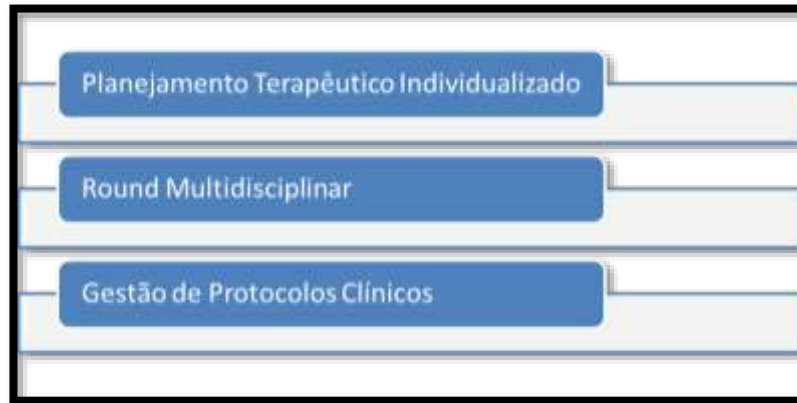 Planejamento Terapêutico Individualizado
Round Multidisciplinar
Gestão de Protocolos Clínicos